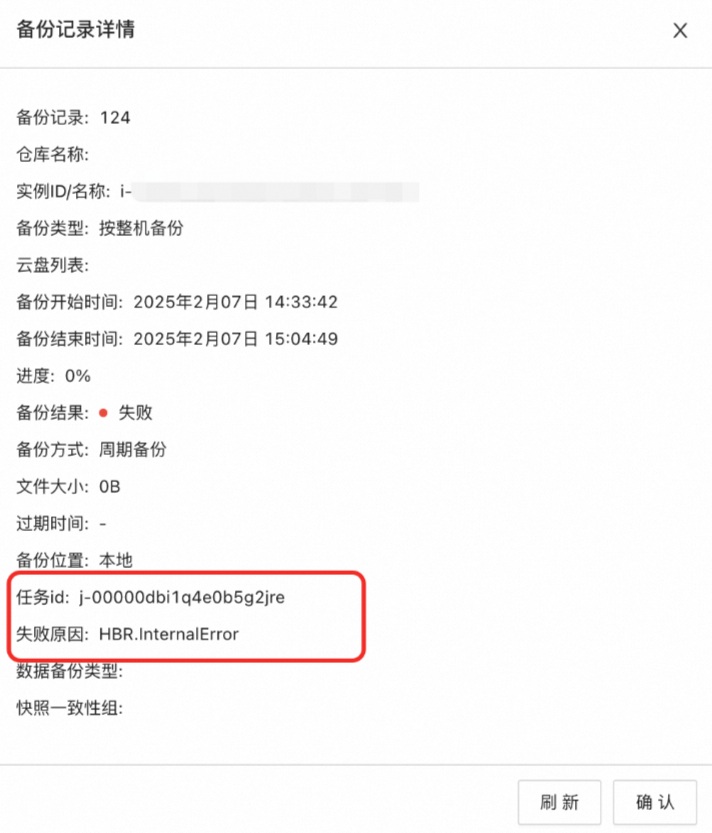 备份记录详情
备份记录: 124
仓库名称:
实例ID/名称: i-
备份类型: 按整机备份
云盘列表:
备份开始时间: 2025年2月07日 14:33:42
备份结束时间: 2025年2月07日 15:04:49
进度: 0%
备份结果: 失败
备份方式: 周期备份
文件大小: 0B
过期时间: -
备份位置: 本地
任务id: j-00000dbi1q4e0b5g2jre
失败原因: HBR.InternalError
数据备份类型:
快照一致性组:
刷 新
确 认